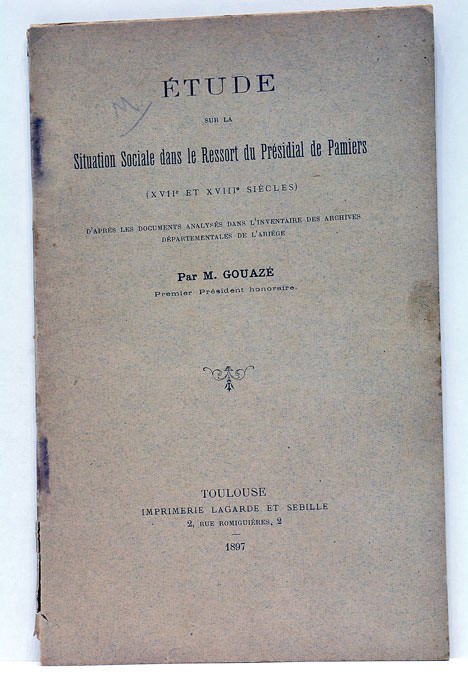 ÉTUDE
SUR LA
Situation Sociale dans le Ressort du Présidial de Pamiers
(XVIIᵉ ET XVIIIᵉ SIÈCLES)
D'APRÈS LES DOCUMENTS ANALYSÉS DANS L'INVENTAIRE DES ARCHIVES
DÉPARTEMENTALES DE L'ARIÈGE
Par M. GOUAZÉ
Premier Président honoraire.
TOULOUSE
IMPRIMERIE LAGARDE ET SEBILLE
2, RUE ROMIGUIÈRES, 2
1897